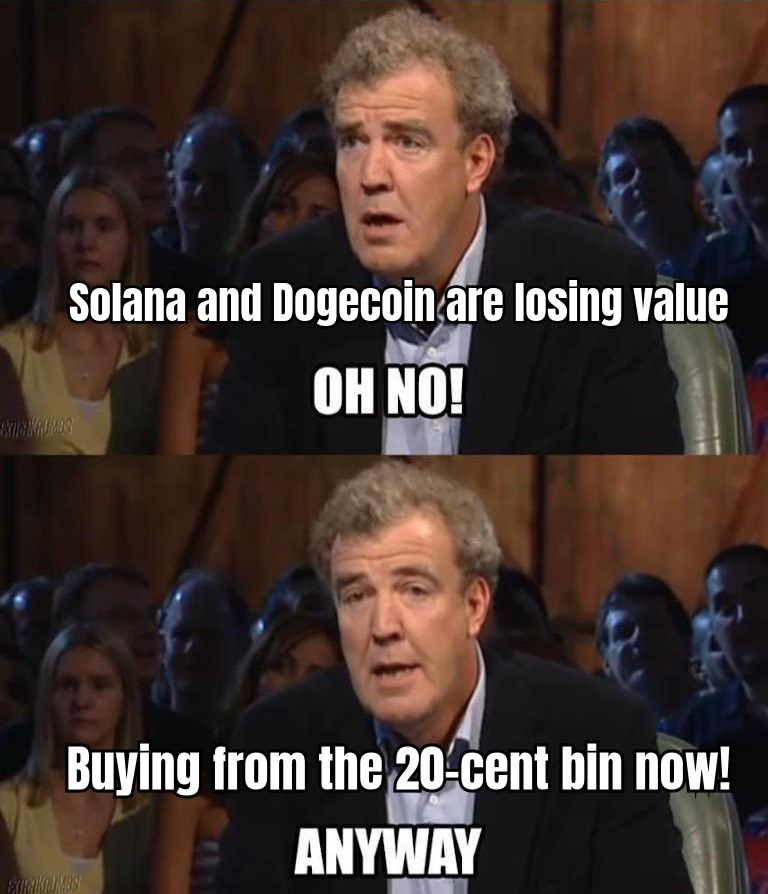 Solana and Dogecoin are losing value
OH NO!
Buying from the 20-cent bin now!
ANYWAY